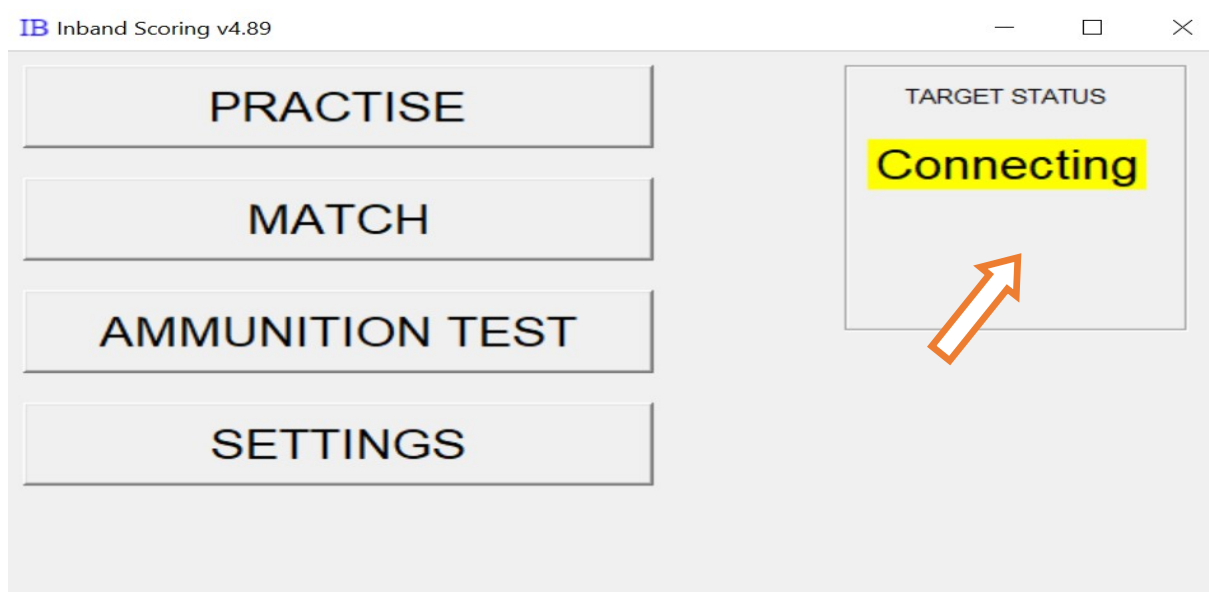 IB Inband Scoring v4.89
PRACTISE
MATCH
AMMUNITION TEST
SETTINGS
TARGET STATUS
Connecting